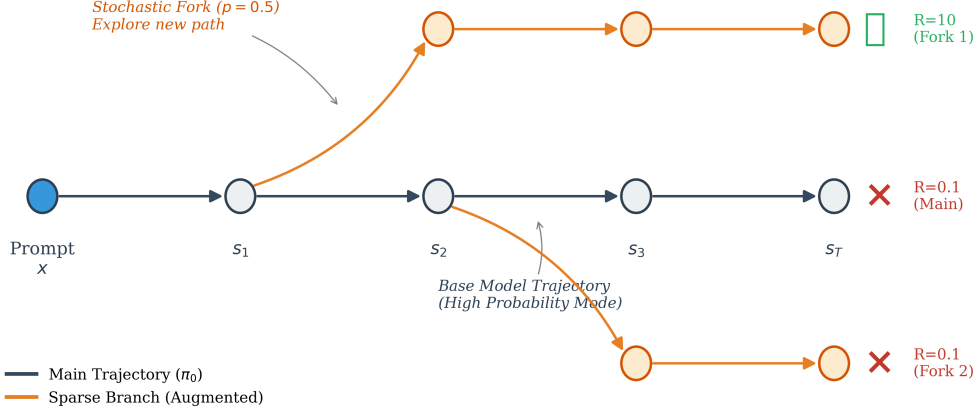 Stochastic Fork (p = 0.5)
Explore new path
R=10
(Fork 1)
R=0.1
(Main)
Prompt
x
s₁
s₂
s₃
s_T
Base Model Trajectory
(High Probability Mode)
R=0.1
(Fork 2)
Main Trajectory (π₀)
Sparse Branch (Augmented)